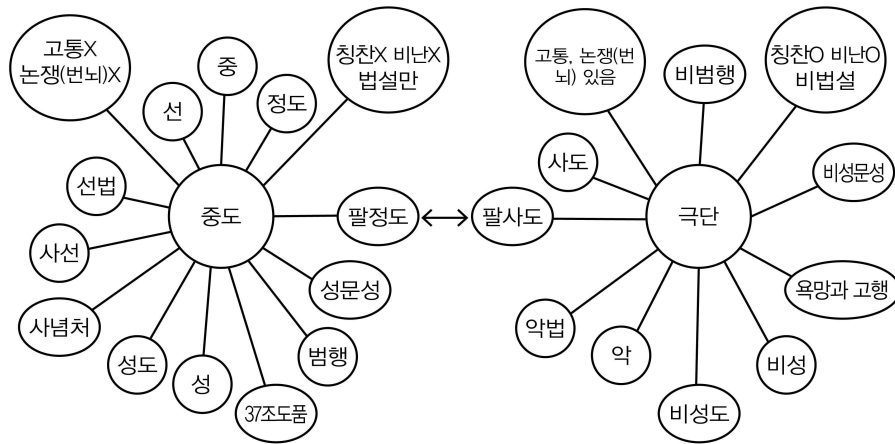 고통X
논쟁(번뇌)X
중
칭찬X 비난X
법설만
선
정도
선법
중도
팔정도
사선
성문성
사념처
성도
성
37조도품
범행
고통, 논쟁(번
뇌) 있음
비범행
칭찬O 비난O
비법설
사도
비성문성
팔사도
극단
욕망과 고행
악법
악
비성도
비성